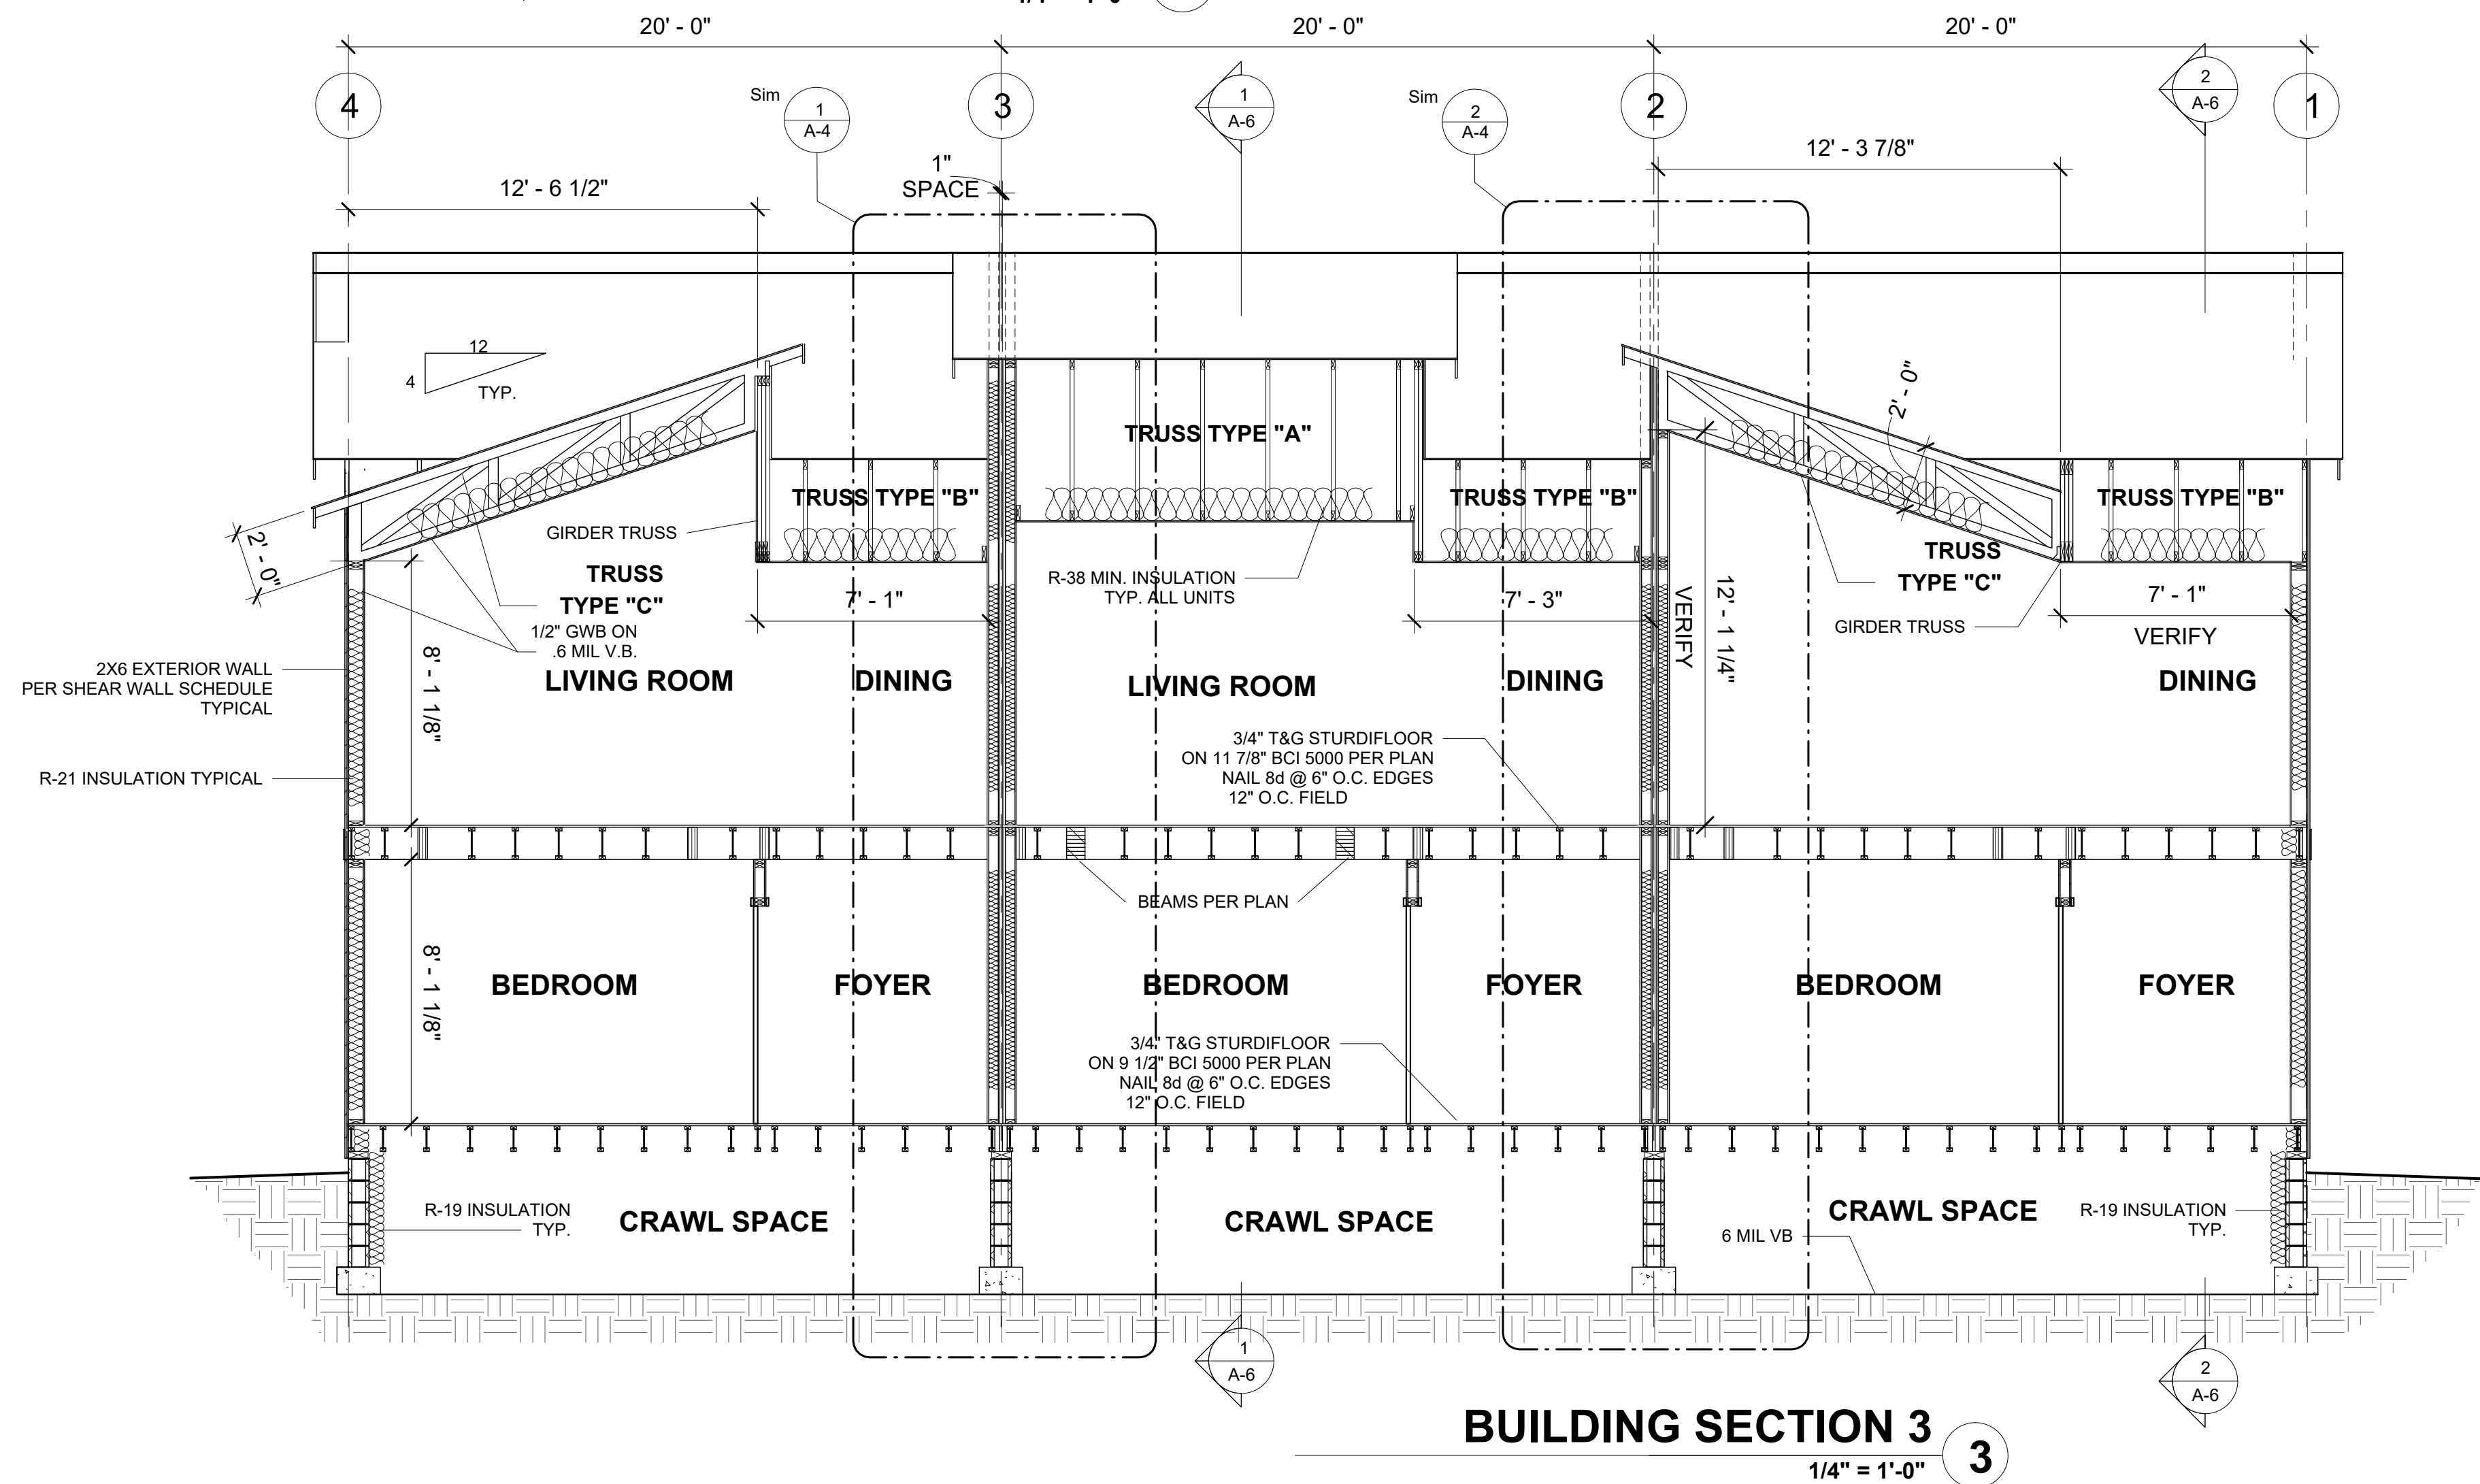 20' - 0"
20' - 0"
20' - 0"
4
3
2
1
Sim
1
A-4
1
A-6
Sim
2
A-4
2
A-6
12' - 6 1/2"
1"
SPACE
12' - 3 7/8"
12
4
TYP.
2' - 0"
TRUSS TYPE "A"
TRUSS TYPE "B"
TRUSS TYPE "B"
TRUSS TYPE "B"
GIRDER TRUSS
2' - 0"
TRUSS
TYPE "C"
R-38 MIN. INSULATION
TYP. ALL UNITS
TRUSS
TYPE "C"
7' - 1"
7' - 3"
7' - 1"
VERIFY
12' - 1 1/4"
VERIFY
GIRDER TRUSS
1/2" GWB ON
.6 MIL V.B.
2X6 EXTERIOR WALL
PER SHEAR WALL SCHEDULE
TYPICAL
8' - 1 1/8"
LIVING ROOM
DINING
LIVING ROOM
DINING
DINING
R-21 INSULATION TYPICAL
3/4" T&G STURDIFLOOR
ON 11 7/8" BCI 5000 PER PLAN
NAIL 8d @ 6" O.C. EDGES
12" O.C. FIELD
BEAMS PER PLAN
8' - 1 1/8"
BEDROOM
FOYER
BEDROOM
FOYER
BEDROOM
FOYER
3/4" T&G STURDIFLOOR
ON 9 1/2" BCI 5000 PER PLAN
NAIL 8d @ 6" O.C. EDGES
12" O.C. FIELD
R-19 INSULATION
TYP.
CRAWL SPACE
CRAWL SPACE
CRAWL SPACE
R-19 INSULATION
TYP.
6 MIL VB
1
A-6
2
A-6
BUILDING SECTION 3
3
1/4" = 1'-0"